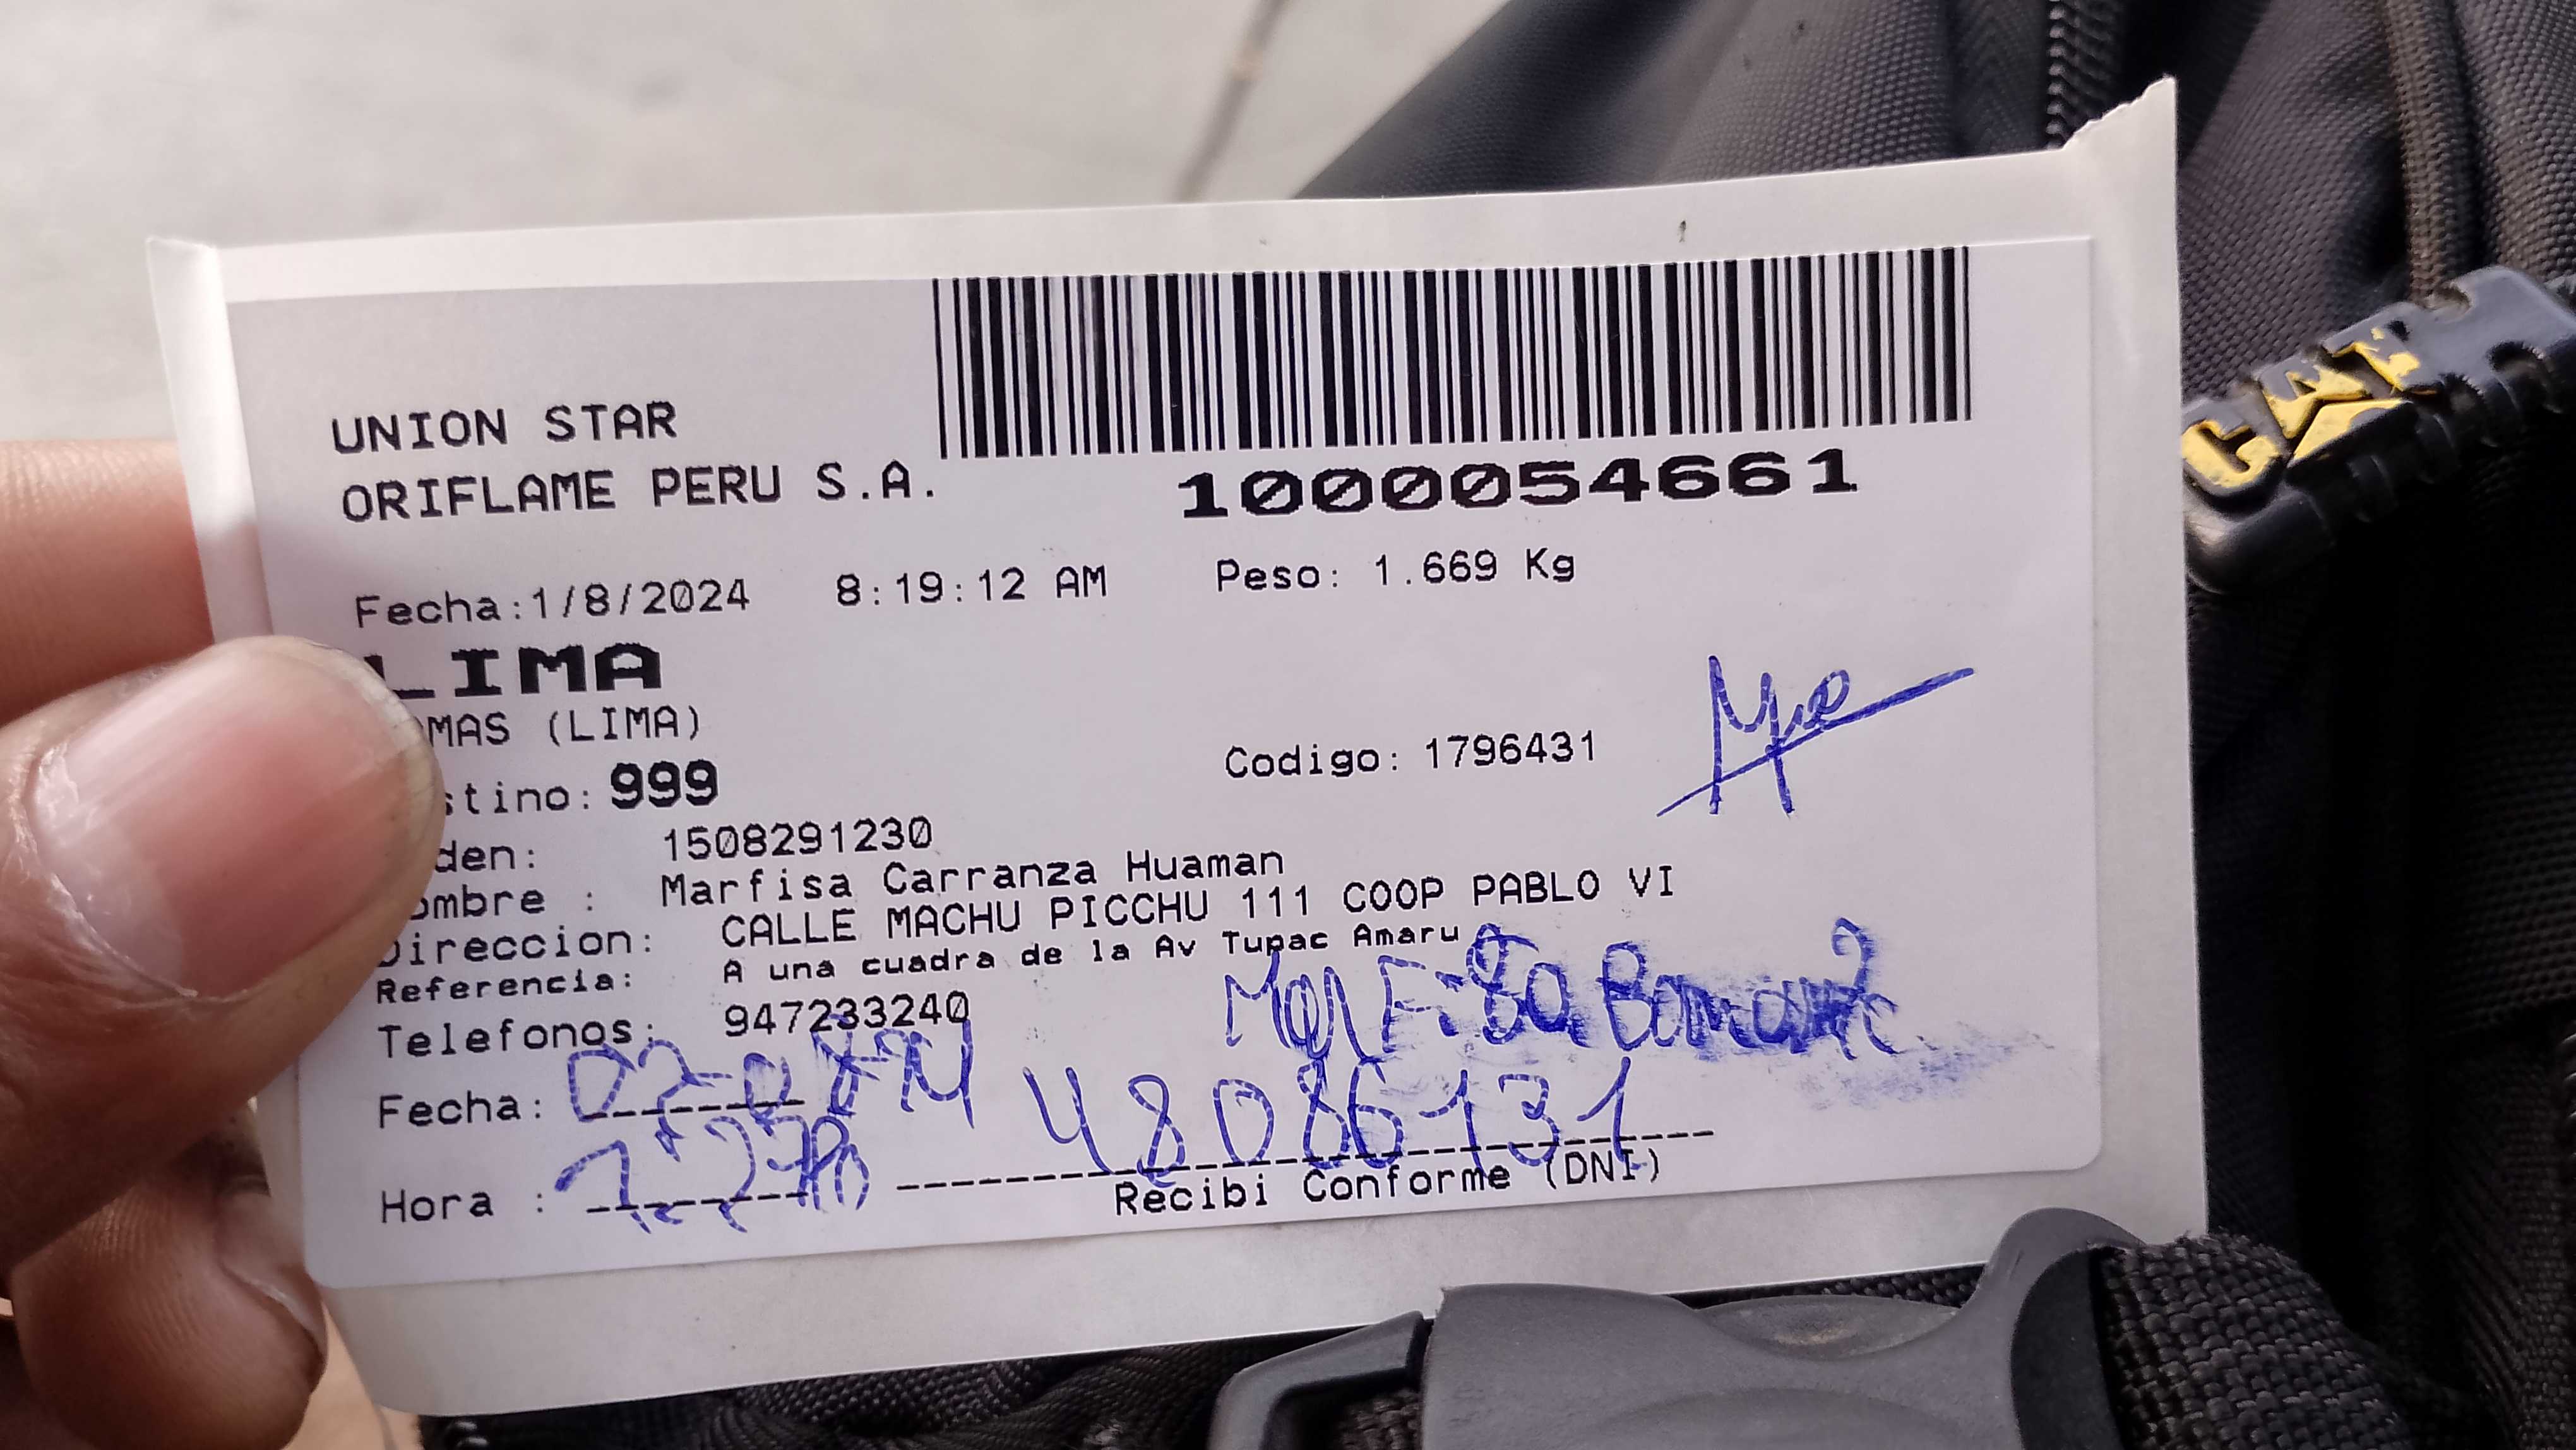 UNION STAR
ORIFLAME PERU S.A.
1000054661
Fecha:1/8/2024 8:19:12 AM Peso: 1.669 Kg
LIMA
MAS (LIMA)
Codigo: 1796431
stino: 999
den: 1508291230
ombre : Marfisa Carranza Huaman
Direccion: CALLE MACHU PICCHU 111 COOP PABLO VI
Referencia: A una cuadra de la Av Tupac Amaru
Telefonos: 947233240
Fecha:
48086131
Hora :
Recibi Conforme (DNI)
CAT